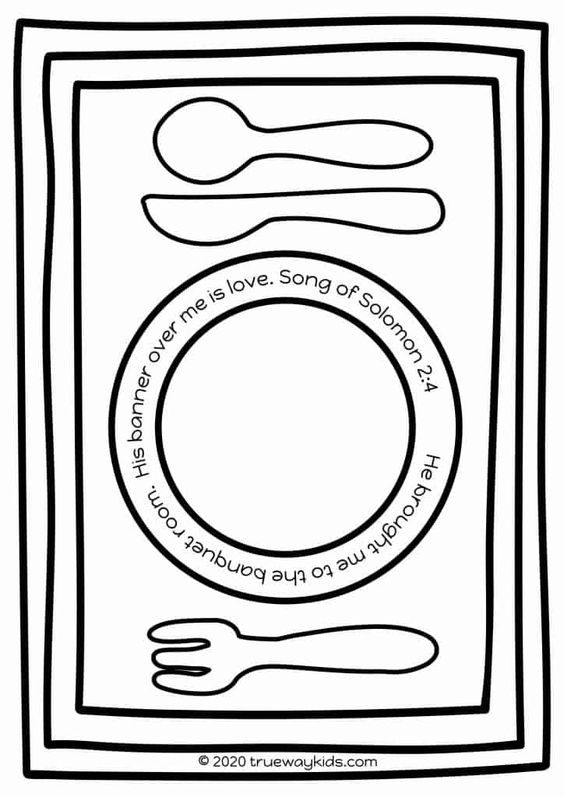 He brought me to the banquet room. His banner over me is love. Song of Solomon 2:4
© 2020 truewaykids.com